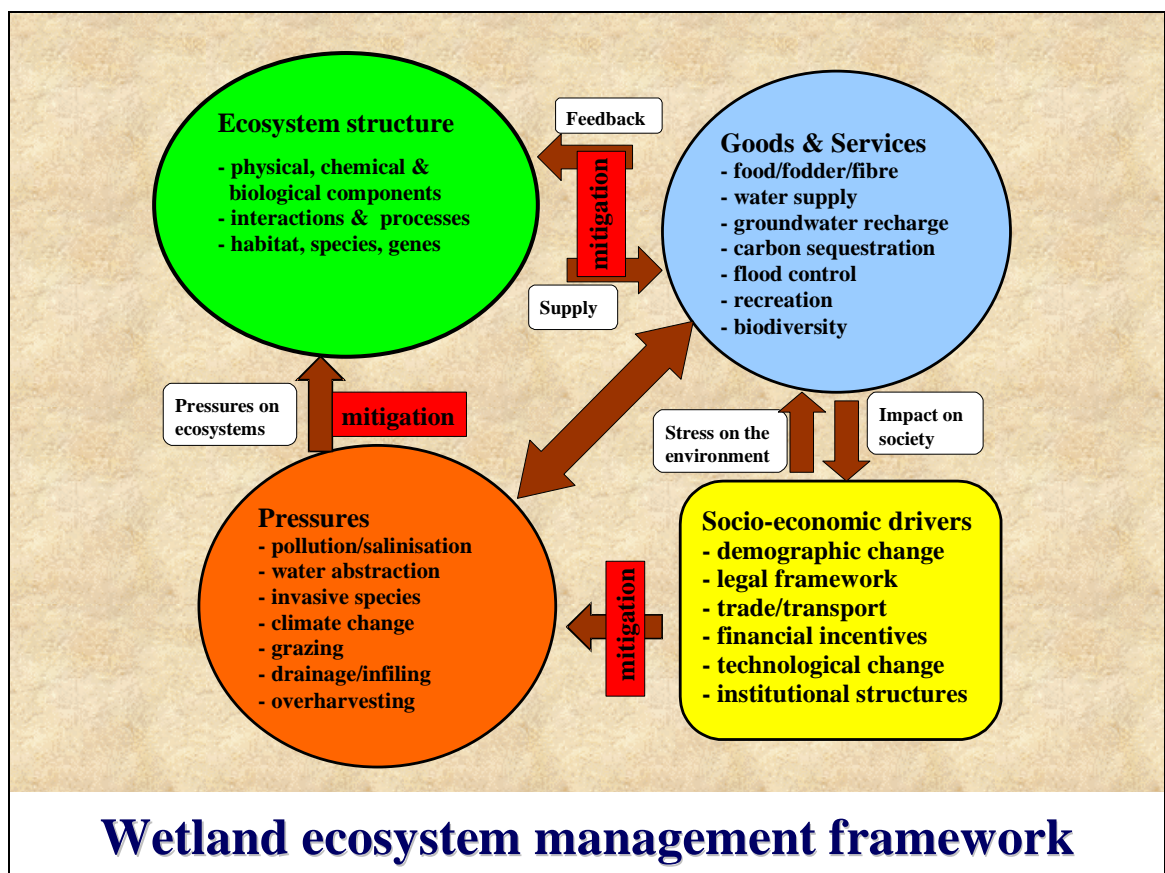 Ecosystem structure
- physical, chemical &
biological components
- interactions & processes
- habitat, species, genes
Feedback
mitigation
Supply
Goods & Services
- food/fodder/fibre
- water supply
- groundwater recharge
- carbon sequestration
- flood control
- recreation
- biodiversity
Pressures on
ecosystems
mitigation
Stress on the
environment
Impact on
society
Pressures
- pollution/salinisation
- water abstraction
- invasive species
- climate change
- grazing
- drainage/infiling
- overharvesting
mitigation
Socio-economic drivers
- demographic change
- legal framework
- trade/transport
- financial incentives
- technological change
- institutional structures
Wetland ecosystem management framework